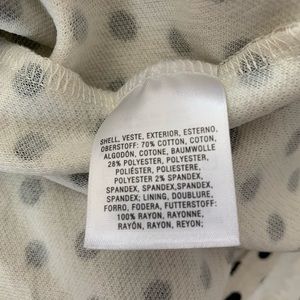 SHELL, VESTE, EXTERIOR, ESTERNO,
OBERSTOFF: 70% COTTON, COTON,
ALGODÓN, COTONE, BAUMWOLLE
28% POLYESTER, POLYESTER,
POLIÉSTER, POLIESTERE,
POLYESTER 2% SPANDEX,
SPANDEX, SPANDEX,SPANDEX,
SPANDEX; LINING, DOUBLURE,
FORRO, FODERA, FUTTERSTOFF:
100% RAYON, RAYONNE,
RAYÓN, RAYON, REYON;